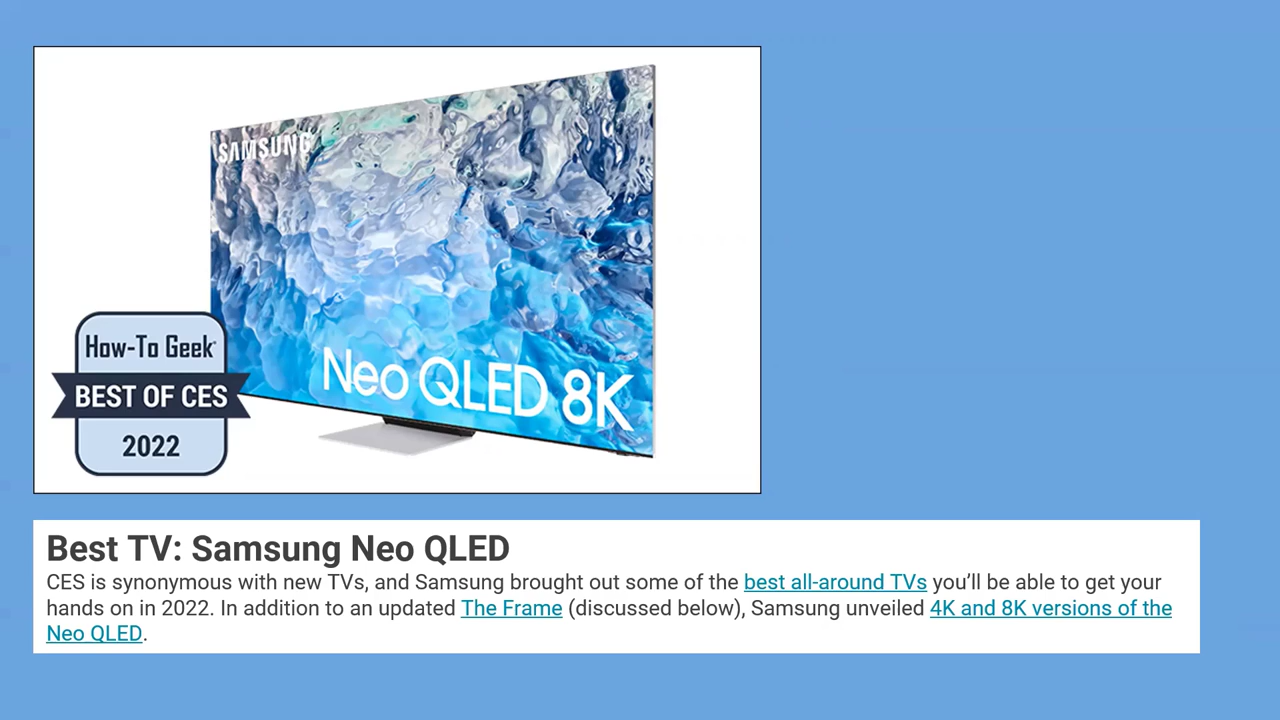 SAMSUNG
Neo QLED 8K
How-To Geek
BEST OF CES
2022
Best TV: Samsung Neo QLED
CES is synonymous with new TVs, and Samsung brought out some of the best all-around TVs you’ll be able to get your
hands on in 2022. In addition to an updated The Frame (discussed below), Samsung unveiled 4K and 8K versions of the
Neo QLED.